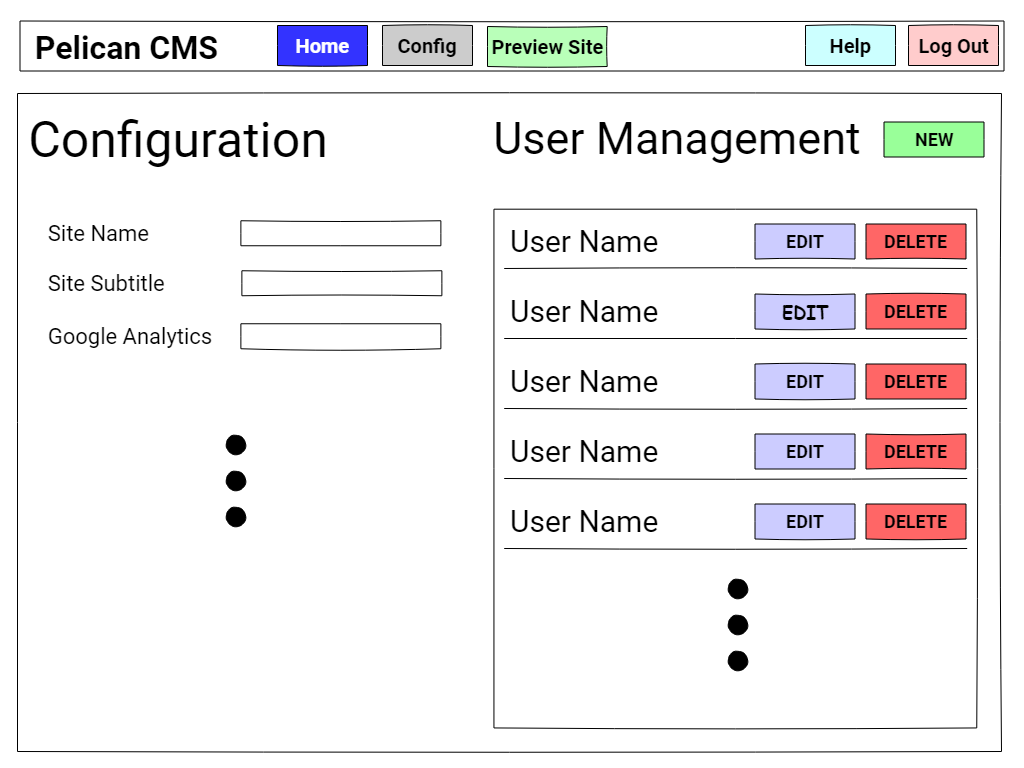 Pelican CMS Home Config Preview Site Help Log Out
Configuration
Site Name
Site Subtitle
Google Analytics
User Management NEW
User Name EDIT DELETE
User Name EDIT DELETE
User Name EDIT DELETE
User Name EDIT DELETE
User Name EDIT DELETE